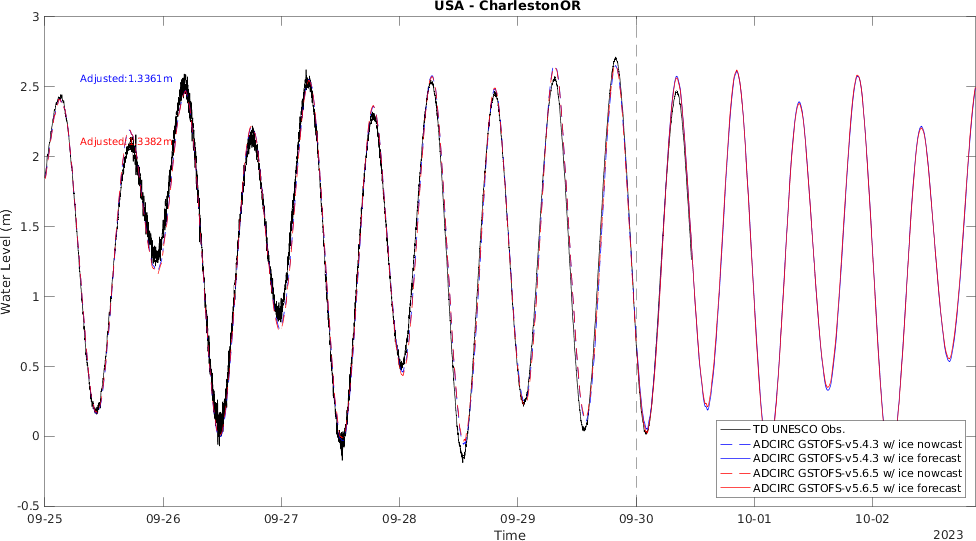 USA - CharlestonOR
3
2.5
2
1.5
1
0.5
0
-0.5
Water Level (m)
Adjusted:1.3361m
TD UNESCO Obs.
ADCIRC GSTOFS-v5.4.3 w/ ice nowcast
ADCIRC GSTOFS-v5.4.3 w/ ice forecast
ADCIRC GSTOFS-v5.6.5 w/ ice nowcast
ADCIRC GSTOFS-v5.6.5 w/ ice forecast
09-25 09-26 09-27 09-28 09-29 09-30 10-01 10-02
Time
2023